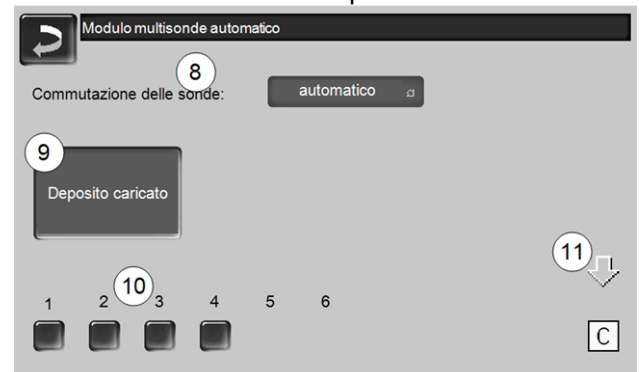 Modulo multisonde automatico
8
Commutazione delle sonde:
automatico
9
Deposito caricato
11
10
1 2 3 4 5 6
C